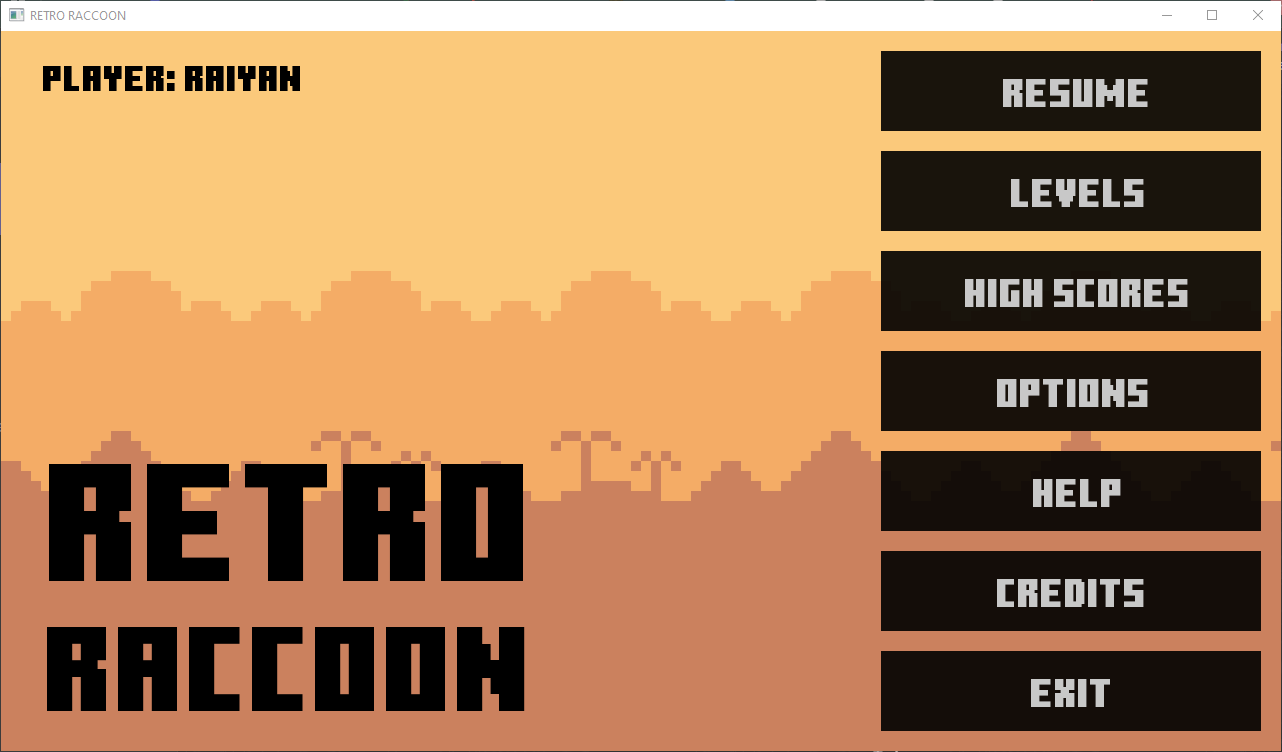 RETRO RACCOON
PLAYER: RAIYAN
RETRO
RACCOON
RESUME
LEVELS
HIGH SCORES
OPTIONS
HELP
CREDITS
EXIT